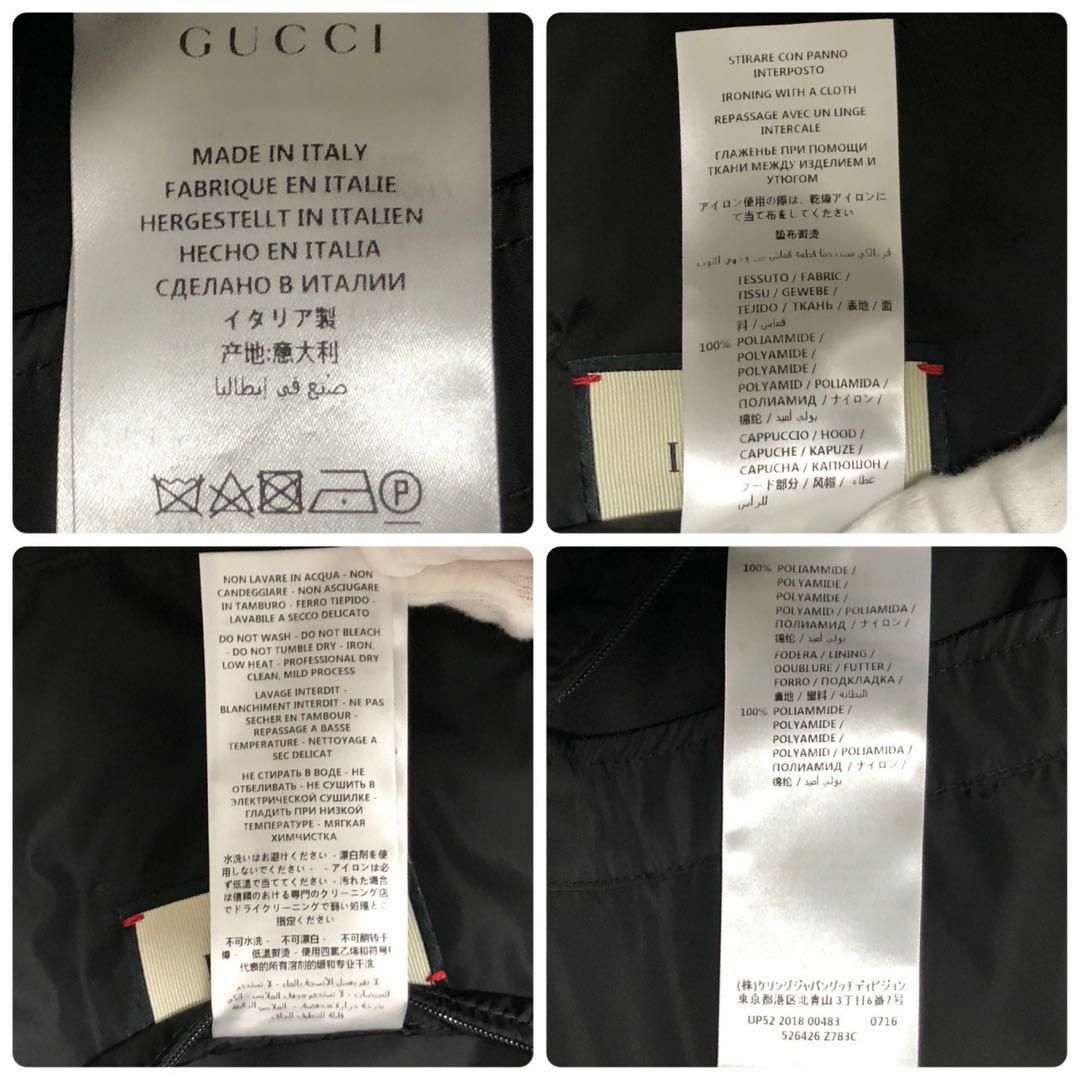 GUCCI
MADE IN ITALY
FABRIQUE EN ITALIE
HERGESTELLT IN ITALIEN
HECHO EN ITALIA
СДЕЛАНО В ИТАЛИИ
イタリア製
产地:意大利
صنع في إيطاليا
P
STIRARE CON PANNO
INTERPOSTO
IRONING WITH A CLOTH
REPASSAGE AVEC UN LINGE
INTERCALE
ГЛАЖЕНЬЕ ПРИ ПОМОЩИ
ТКАНИ МЕЖДУ ИЗДЕЛИЕМ И
УТЮГОМ
アイロン使用の際は、乾備アイロンに
て当て布をしてください
垫布熨烫
TESSUTO / FABRIC /
TISSU / GEWEBE /
TEJIDO / ТКАНЬ / 表地 / 面
料 / قماش /
100% POLIAMMIDE /
POLYAMIDE /
POLYAMIDE /
POLYAMID / POLIAMIDA /
ПОЛИАМИД / ナイロン /
锦纶 / بولي أميد /
CAPPUCCIO / HOOD /
CAPUCHE / KAPUZE /
CAPUCHA / КАПЮШОН /
フード部分 / 风帽 / غطاء
للرأس
NON LAVARE IN ACQUA - NON
CANDEGGIARE - NON ASCIUGARE
IN TAMBURO - FERRO TIEPIDO -
LAVABILE A SECCO DELICATO
DO NOT WASH - DO NOT BLEACH
- DO NOT TUMBLE DRY - IRON,
LOW HEAT - PROFESSIONAL DRY
CLEAN, MILD PROCESS
LAVAGE INTERDIT -
BLANCHIMENT INTERDIT - NE PAS
SECHER EN TAMBOUR -
REPASSAGE A BASSE
TEMPERATURE - NETTOYAGE A
SEC DELICAT
НЕ СТИРАТЬ В ВОДЕ - НЕ
ОТБЕЛИВАТЬ - НЕ СУШИТЬ В
ЭЛЕКТРИЧЕСКОЙ СУШИЛКЕ -
ГЛАДИТЬ ПРИ НИЗКОЙ
ТЕМПЕРАТУРЕ - МЯГКАЯ
ХИМЧИСТКА
水洗いはお避けください - 漂白剤を使
用しないでください - - アイロンは必
ず低温で当ててください - 汚れた場合
は信頼のおける専門のクリーニング店
でドライクリーニングで弱い処理とご
指定ください
不可水洗 - 不可漂白 - 不可翻转干
燥 - 低温熨烫 - 使用四氯乙烯和符号F
代表的所有溶剂的缓和专业干洗
100% POLIAMMIDE /
POLYAMIDE /
POLYAMIDE /
POLYAMID / POLIAMIDA /
ПОЛИАМИД / ナイロン /
锦纶 / بولي أميد /
FODERA / LINING /
DOUBLURE / FUTTER /
FORRO / ПОДКЛАДКА /
裏地 / 里料 / البطانة /
100% POLIAMMIDE /
POLYAMIDE /
POLYAMIDE /
POLYAMID / POLIAMIDA /
ПОЛИАМИД / ナイロン /
锦纶 / بولي أميد /
(株)ケリングジャパングッチディビジョン
東京都港区北青山3丁目6番7号
UP52 2018 00483 0716
526426 Z783C